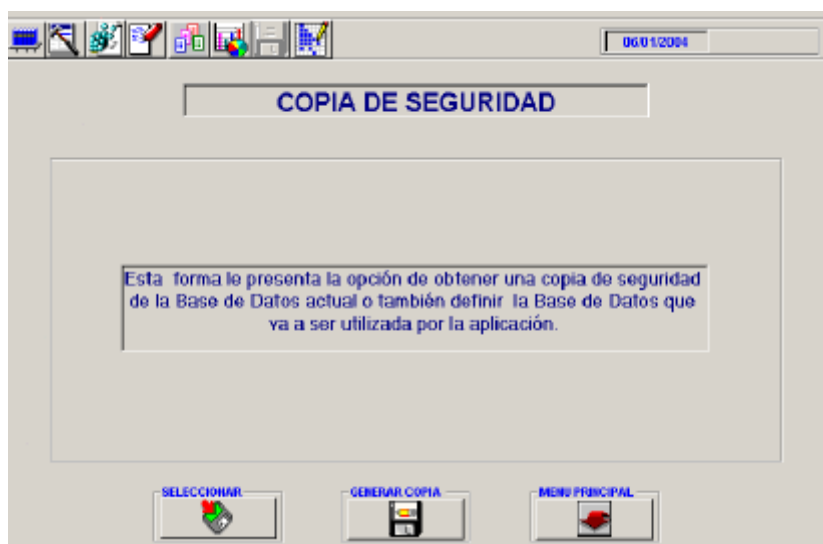 06/01/2004
COPIA DE SEGURIDAD
Esta forma le presenta la opción de obtener una copia de seguridad
de la Base de Datos actual o también definir la Base de Datos que
va a ser utilizada por la aplicación.
SELECCIONAR
GENERAR COPIA
MENU PRINCIPAL